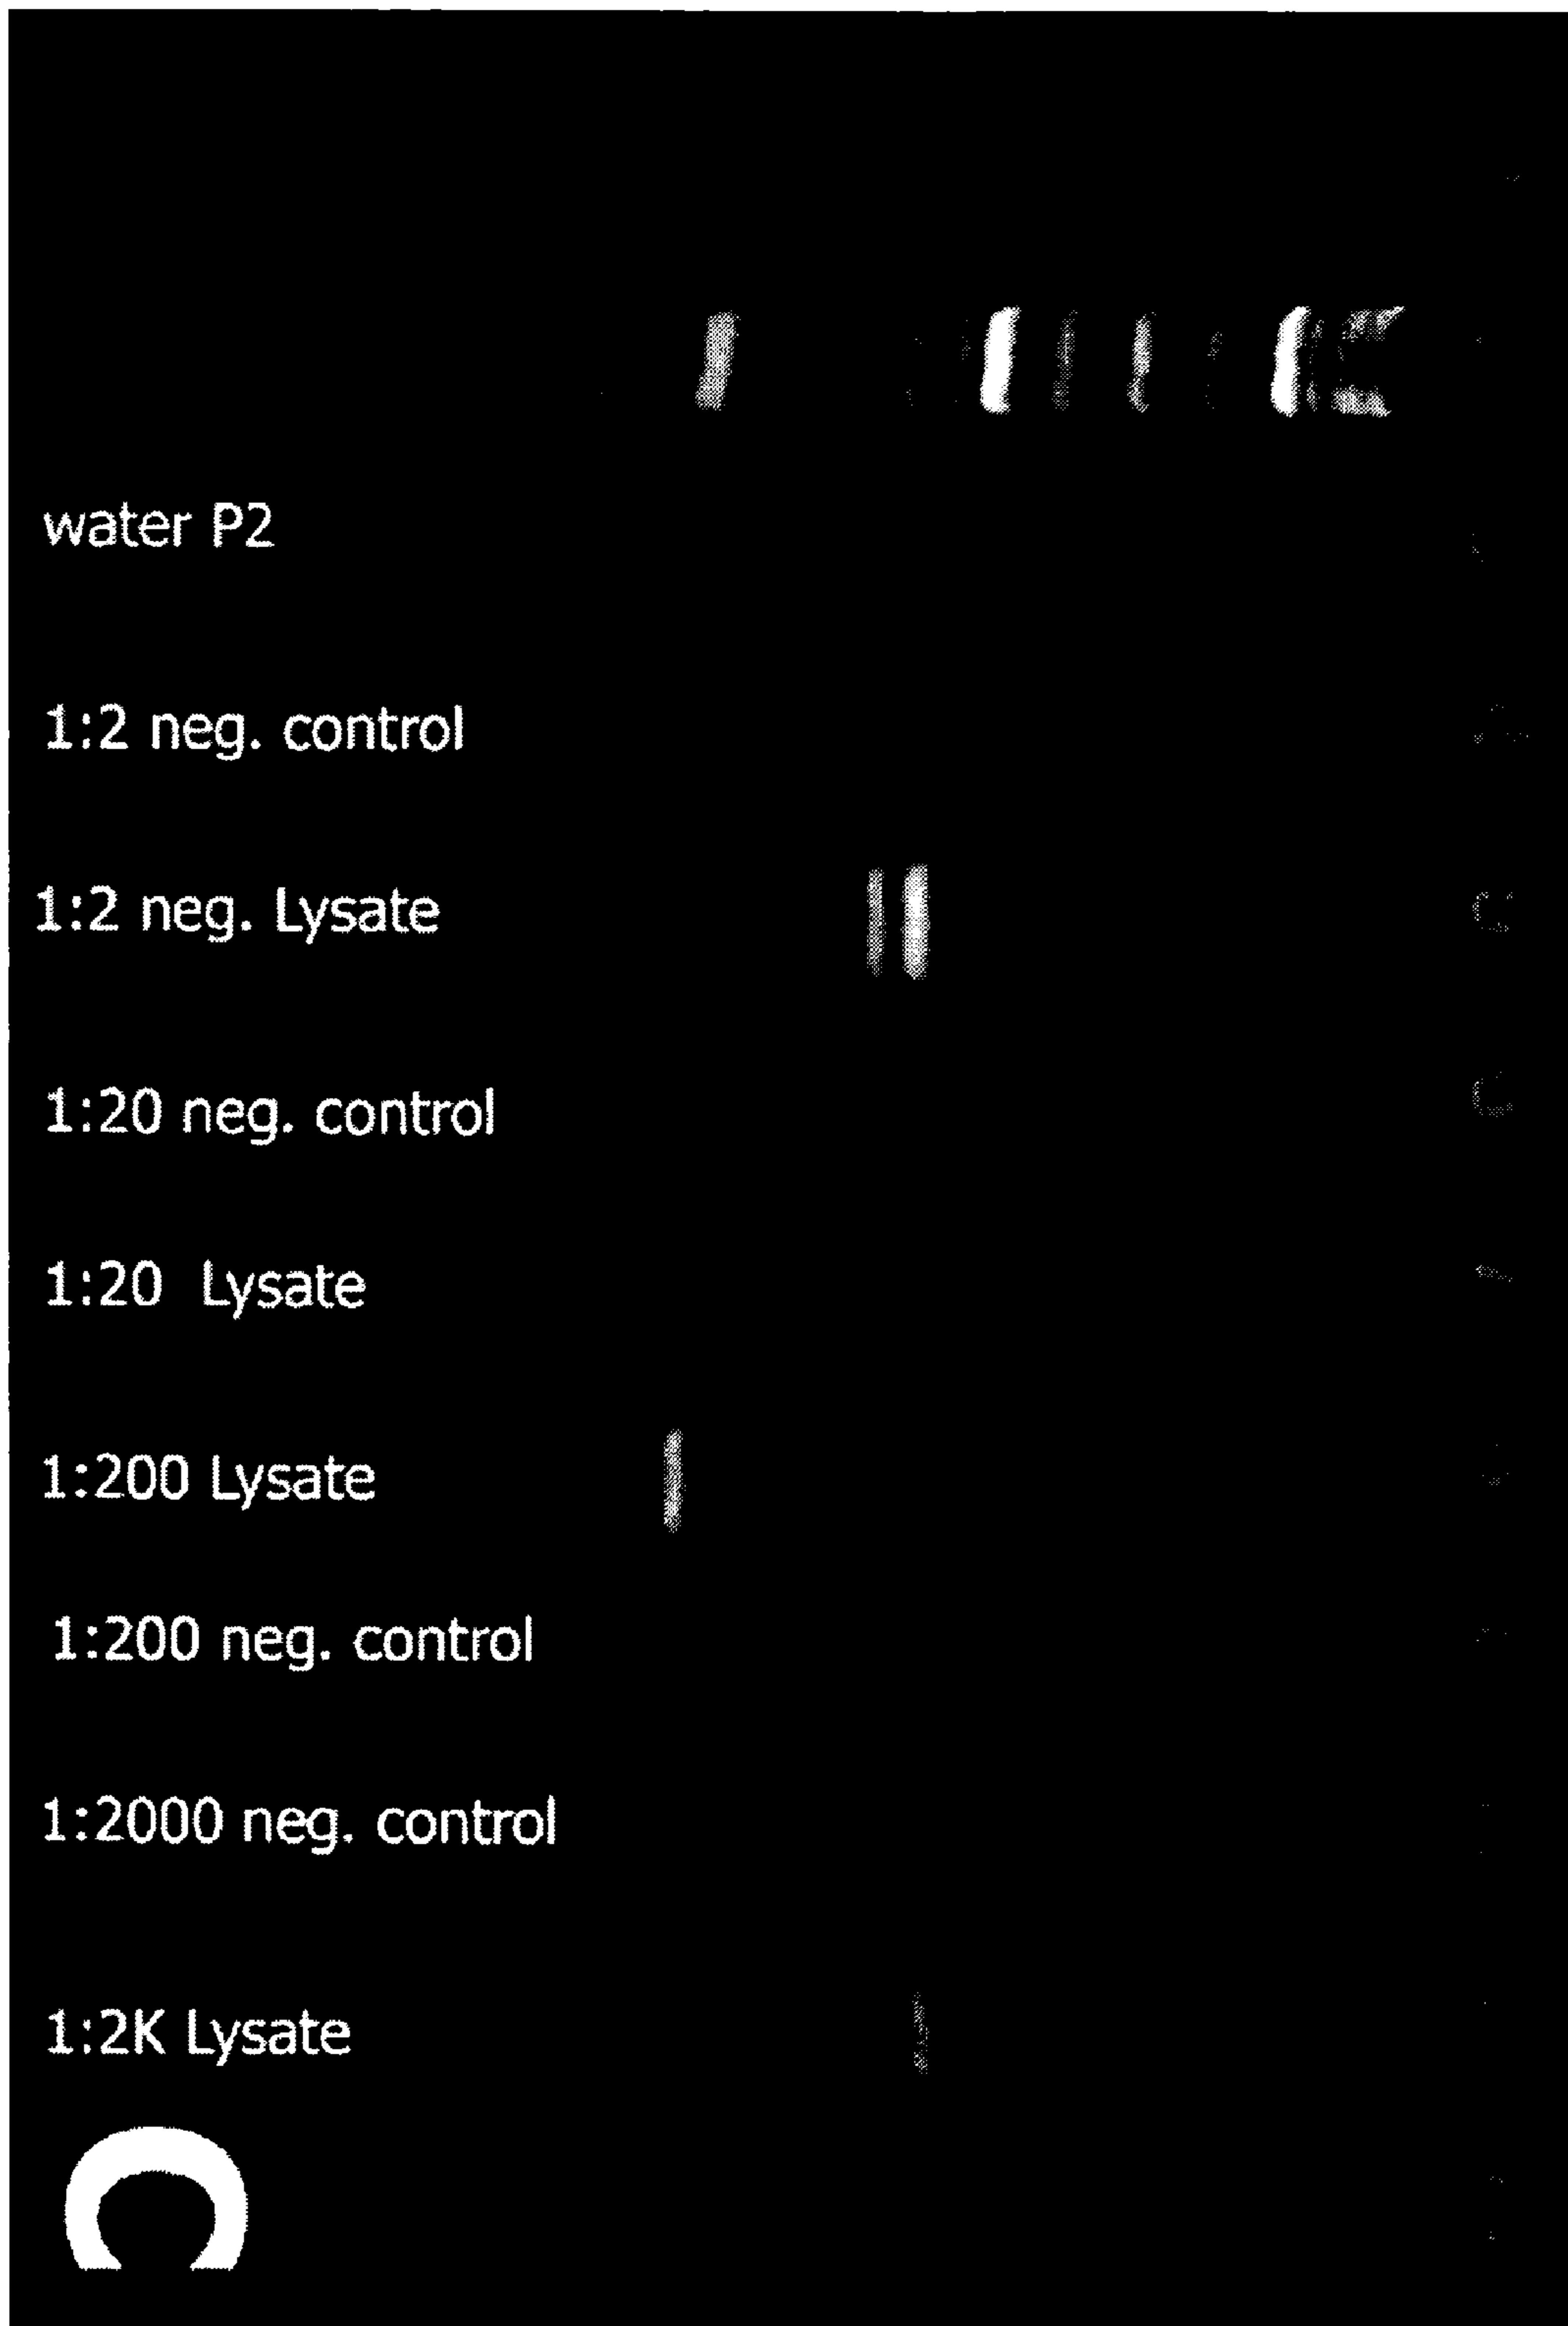 water P2
1:2 neg. control
1:2 neg. Lysate
1:20 neg. control
1:20 Lysate
1:200 Lysate
1:200 neg. control
1:2000 neg. control
1:2K Lysate
C